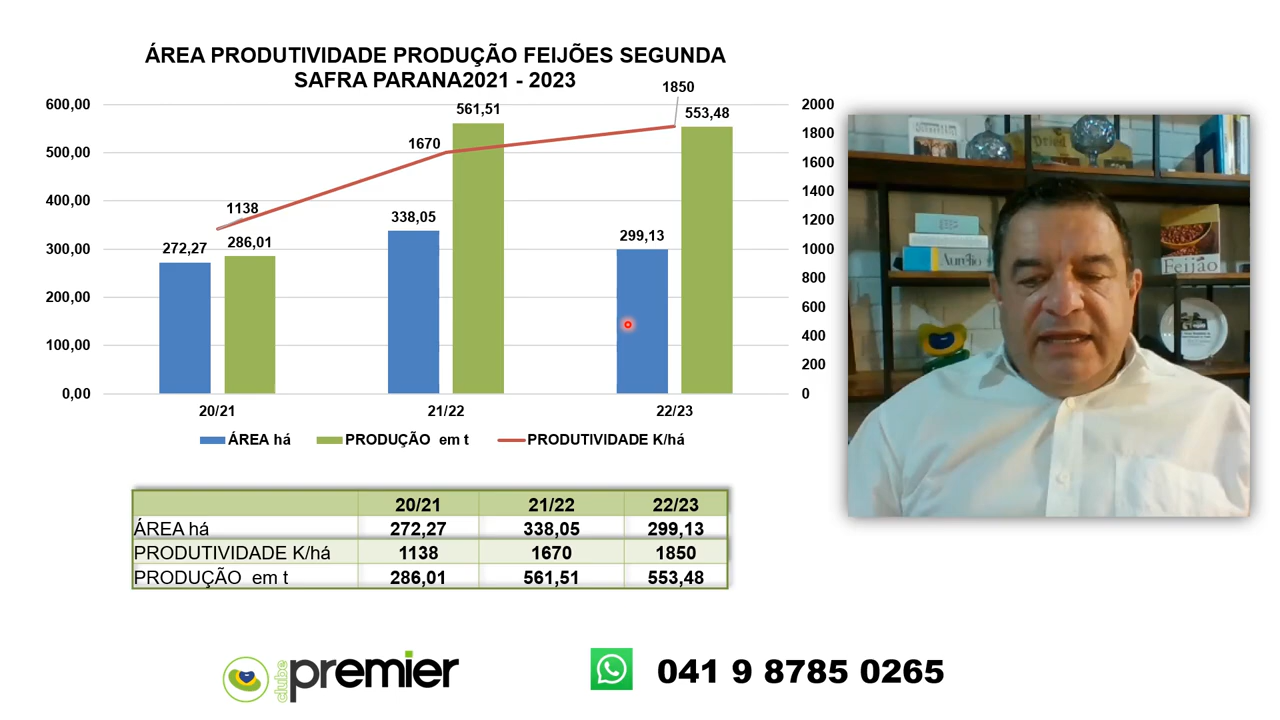 ÁREA PRODUTIVIDADE PRODUÇÃO FEIJÕES SEGUNDA
SAFRA PARANA2021 - 2023
600,00
500,00
400,00
300,00
200,00
100,00
0,00
2000
1800
1600
1400
1200
1000
800
600
400
200
0
272,27
1138
286,01
338,05
1670
561,51
299,13
1850
553,48
20/21
21/22
22/23
ÁREA há
PRODUÇÃO em t
PRODUTIVIDADE K/há
20/21 21/22 22/23
ÁREA há 272,27 338,05 299,13
PRODUTIVIDADE K/há 1138 1670 1850
PRODUÇÃO em t 286,01 561,51 553,48
Aurélio
Feijão
clube
premier
041 9 8785 0265